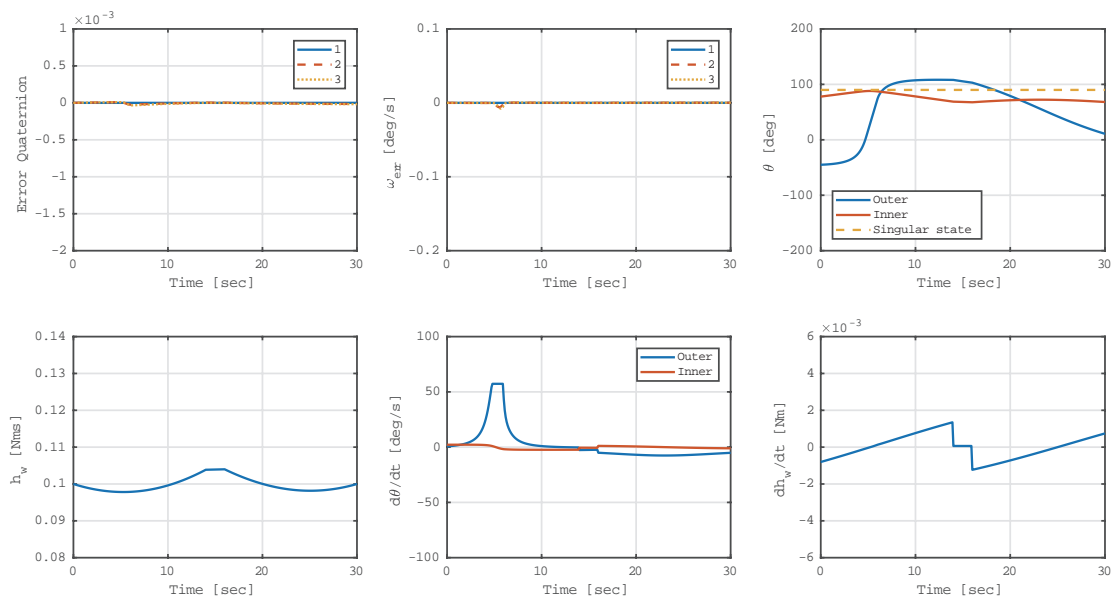 ×10⁻³
1
0.5
0
-0.5
-1
-1.5
-2
Error Quaternion
0 10 20 30
Time [sec]
1
2
3
0.1
0
-0.1
-0.2
ω_err [deg/s]
0 10 20 30
Time [sec]
1
2
3
200
100
0
-100
-200
θ [deg]
0 10 20 30
Time [sec]
Outer
Inner
Singular state
0.14
0.13
0.12
0.11
0.1
0.09
0.08
h_w [Nms]
0 10 20 30
Time [sec]
100
50
0
-50
-100
dθ/dt [deg/s]
0 10 20 30
Time [sec]
Outer
Inner
×10⁻³
6
4
2
0
-2
-4
-6
dh_w/dt [Nm]
0 10 20 30
Time [sec]